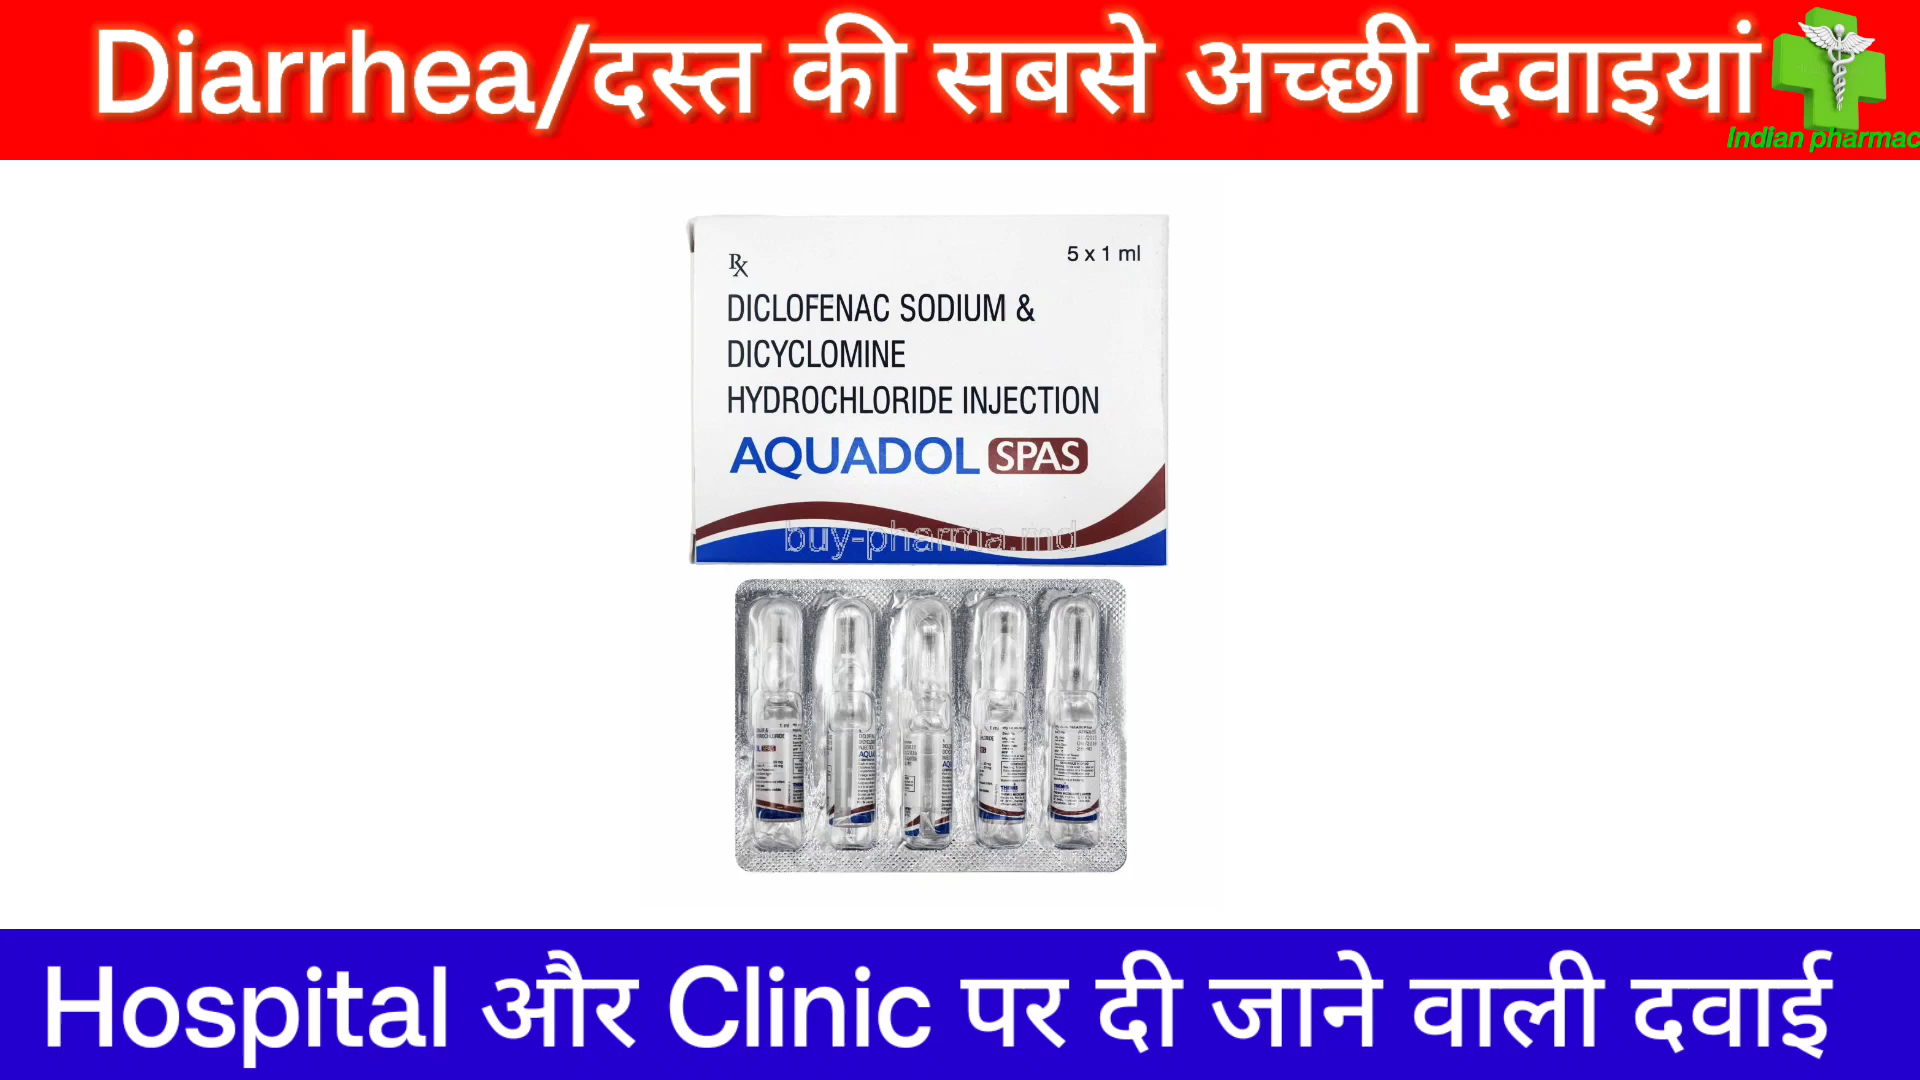 Diarrhea/दस्त की सबसे अच्छी दवाइयां
Indian pharmac
Rx
5 x 1 ml
DICLOFENAC SODIUM &
DICYCLOMINE
HYDROCHLORIDE INJECTION
AQUADOL SPAS
buy-pharma.md
Hospital और Clinic पर दी जाने वाली दवाई